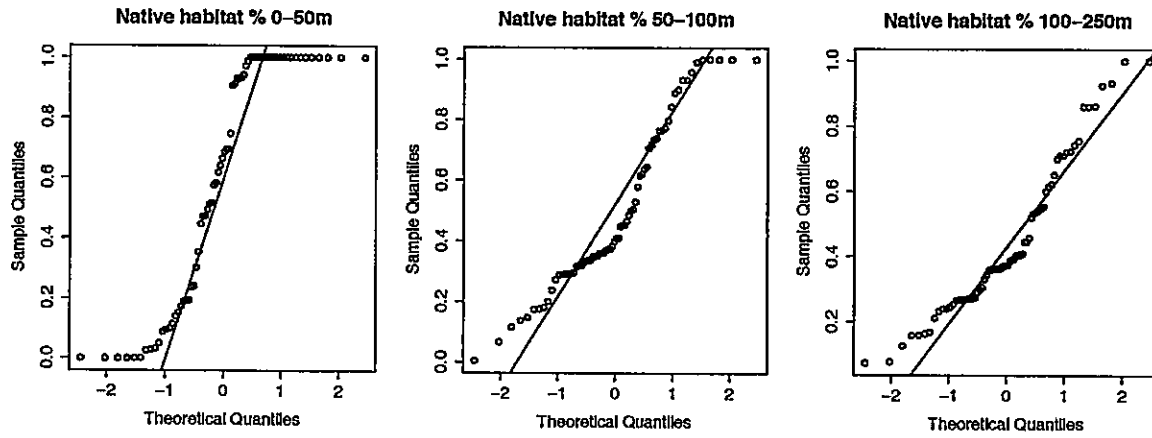 Native habitat % 0–50m
Sample Quantiles
0.0 0.2 0.4 0.6 0.8 1.0
−2 −1 0 1 2
Theoretical Quantiles
Native habitat % 50–100m
Sample Quantiles
0.0 0.2 0.4 0.6 0.8 1.0
−2 −1 0 1 2
Theoretical Quantiles
Native habitat % 100–250m
Sample Quantiles
0.2 0.4 0.6 0.8 1.0
−2 −1 0 1 2
Theoretical Quantiles